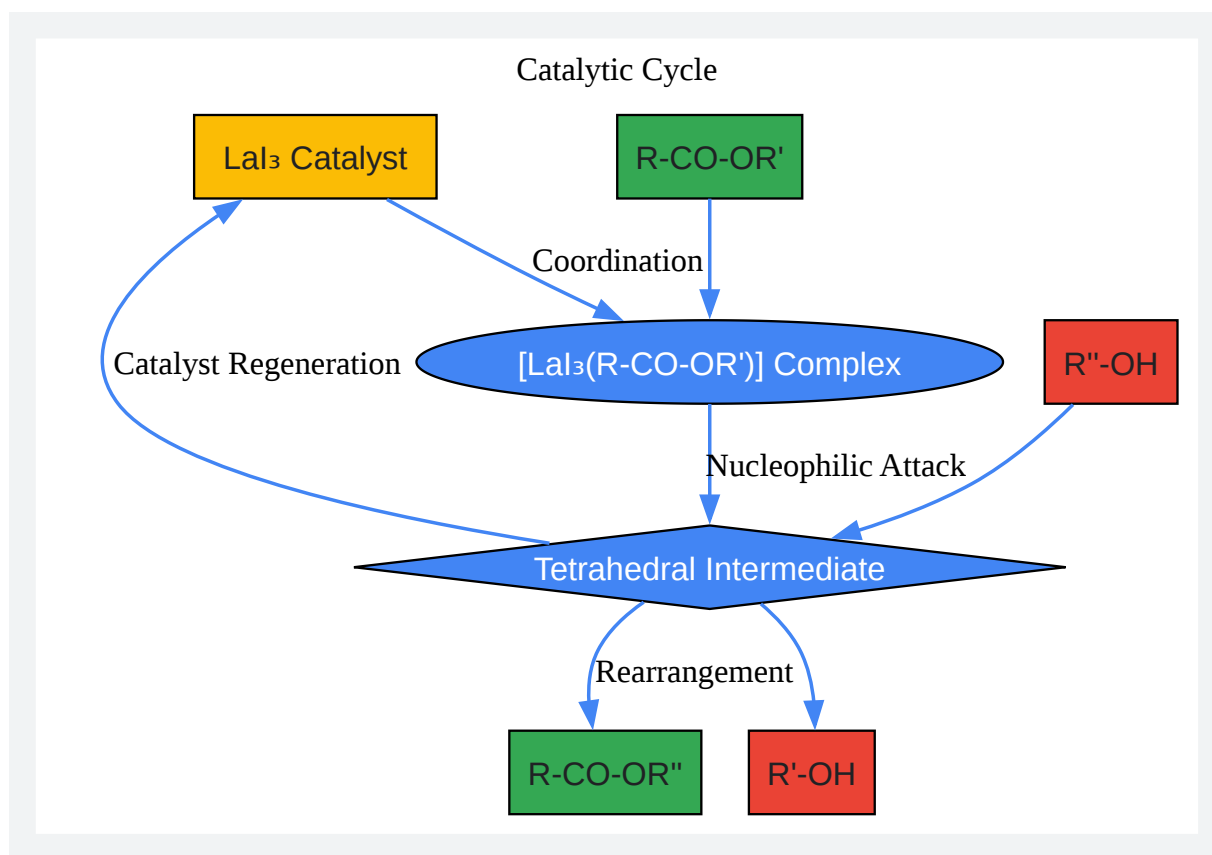 Catalytic Cycle
LaI₃ Catalyst
R-CO-OR'
Coordination
Catalyst Regeneration
[LaI₃(R-CO-OR')] Complex
R''-OH
Nucleophilic Attack
Tetrahedral Intermediate
Rearrangement
R-CO-OR''
R'-OH